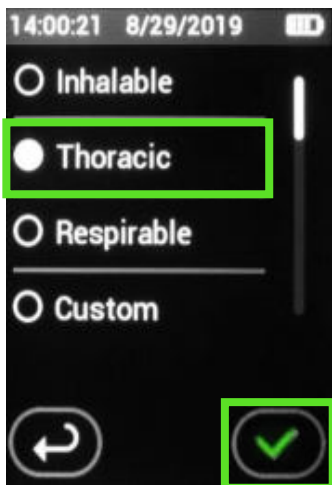 14:00:21 8/29/2019
Inhalable
Thoracic
Respirable
Custom